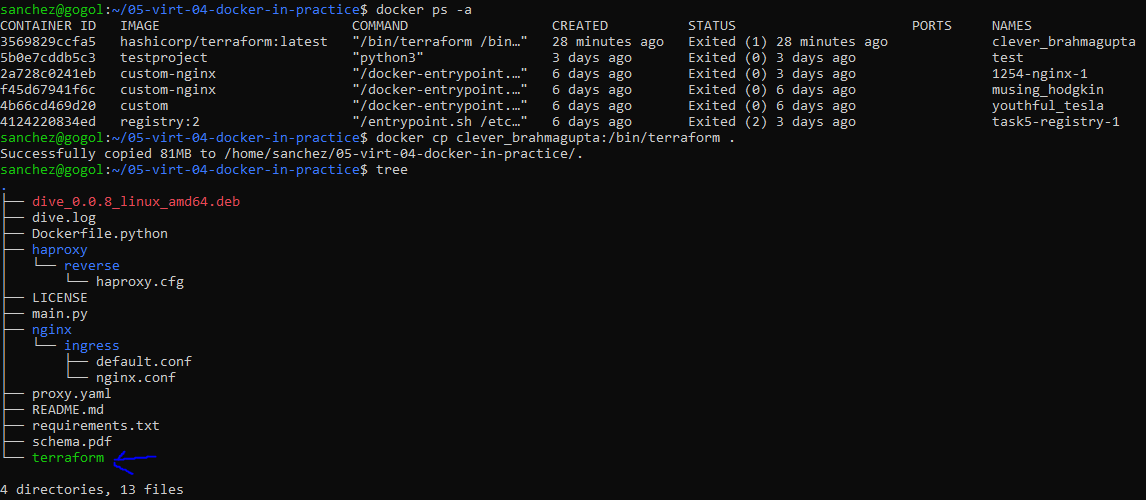 sanchez@gogol:~/05-virt-04-docker-in-practice$ docker ps -a
CONTAINER ID   IMAGE                        COMMAND                  CREATED          STATUS                      PORTS     NAMES
3569829ccfa5   hashicorp/terraform:latest   "/bin/terraform /bin…"   28 minutes ago   Exited (1) 28 minutes ago             clever_brahmagupta
5b0e7cddb5c3   testproject                  "python3"                3 days ago       Exited (0) 3 days ago                 test
2a728c0241eb   custom-nginx                 "/docker-entrypoint.…"   6 days ago       Exited (0) 3 days ago                 1254-nginx-1
f45d67941f6c   custom-nginx                 "/docker-entrypoint.…"   6 days ago       Exited (0) 6 days ago                 musing_hodgkin
4b66cd469d20   custom                       "/docker-entrypoint.…"   6 days ago       Exited (0) 6 days ago                 youthful_tesla
4124220834ed   registry:2                   "/entrypoint.sh /etc…"   6 days ago       Exited (2) 3 days ago                 task5-registry-1
sanchez@gogol:~/05-virt-04-docker-in-practice$ docker cp clever_brahmagupta:/bin/terraform .
Successfully copied 81MB to /home/sanchez/05-virt-04-docker-in-practice/.
sanchez@gogol:~/05-virt-04-docker-in-practice$ tree
.
├── dive_0.0.8_linux_amd64.deb
├── dive.log
├── Dockerfile.python
├── haproxy
│   └── reverse
│       └── haproxy.cfg
├── LICENSE
├── main.py
├── nginx
│   └── ingress
│       ├── default.conf
│       └── nginx.conf
├── proxy.yaml
├── README.md
├── requirements.txt
├── schema.pdf
└── terraform
4 directories, 13 files